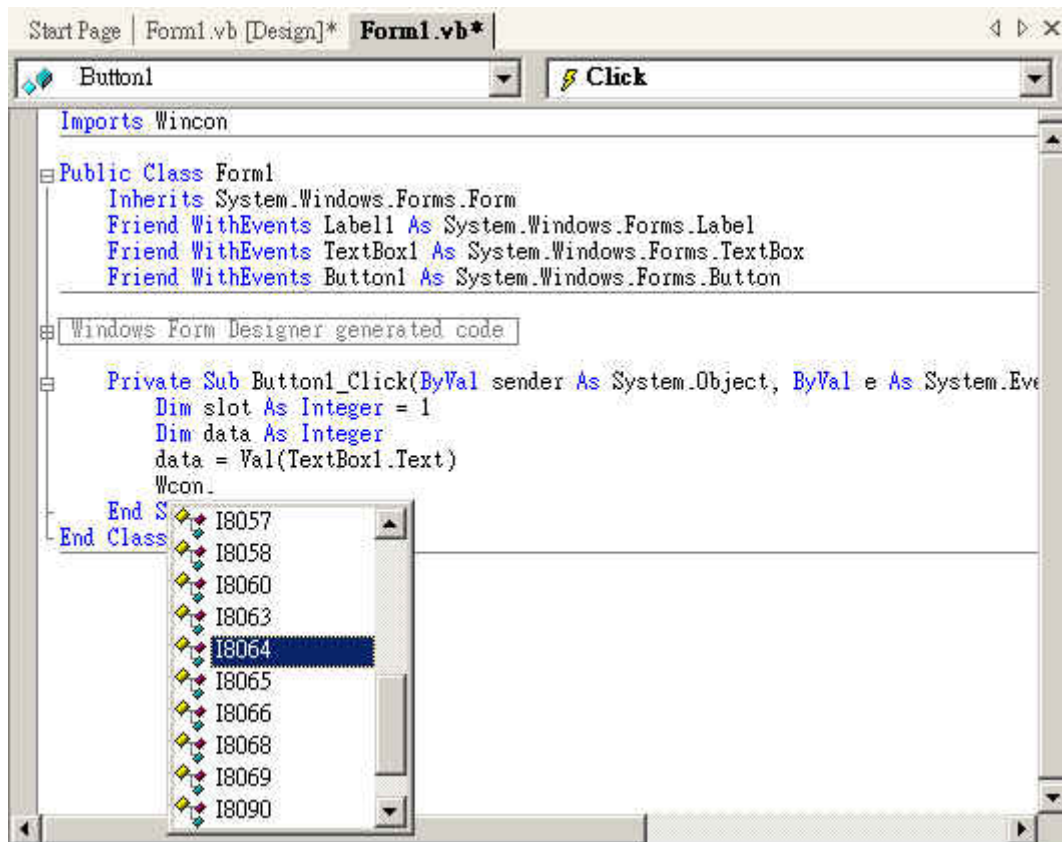 Start Page Form1.vb [Design]* Form1.vb*
Button1 Click
Imports Wincon
Public Class Form1
Inherits System.Windows.Forms.Form
Friend WithEvents Label1 As System.Windows.Forms.Label
Friend WithEvents TextBox1 As System.Windows.Forms.TextBox
Friend WithEvents Button1 As System.Windows.Forms.Button
Windows Form Designer generated code
Private Sub Button1_Click(ByVal sender As System.Object, ByVal e As System.Eve
Dim slot As Integer = 1
Dim data As Integer
data = Val(TextBox1.Text)
Wcon.
End S
End Class
I8057
I8058
I8060
I8063
I8064
I8065
I8066
I8068
I8069
I8090